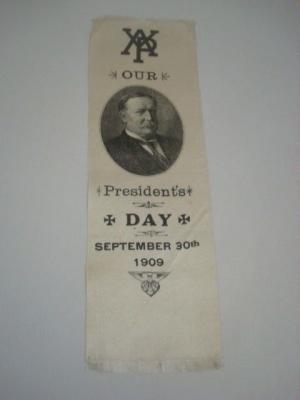 OUR
President's
DAY
SEPTEMBER 30th
1909